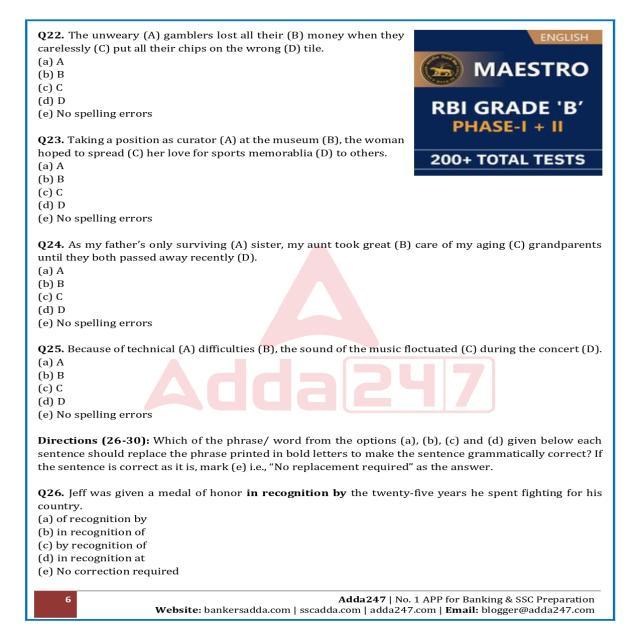 Q22. The unweary (A) gamblers lost all their (B) money when they
carelessly (C) put all their chips on the wrong (D) tile.
(a) A
(b) B
(c) C
(d) D
(e) No spelling errors
ENGLISH
MAESTRO
RBI GRADE 'B'
PHASE-I + II
200+ TOTAL TESTS
Q23. Taking a position as curator (A) at the museum (B), the woman
hoped to spread (C) her love for sports memorablia (D) to others.
(a) A
(b) B
(c) C
(d) D
(e) No spelling errors
Q24. As my father's only surviving (A) sister, my aunt took great (B) care of my aging (C) grandparents
until they both passed away recently (D).
(a) A
(b) B
(c) C
(d) D
(e) No spelling errors
Q25. Because of technical (A) difficulties (B), the sound of the music floctuated (C) during the concert (D).
(a) A
(b) B
(c) C
(d) D
(e) No spelling errors
Adda247
Directions (26-30): Which of the phrase/ word from the options (a), (b), (c) and (d) given below each
sentence should replace the phrase printed in bold letters to make the sentence grammatically correct? If
the sentence is correct as it is, mark (e) i.e., “No replacement required” as the answer.
Q26. Jeff was given a medal of honor in recognition by the twenty-five years he spent fighting for his
country.
(a) of recognition by
(b) in recognition of
(c) by recognition of
(d) in recognition at
(e) No correction required
6
Adda247 | No. 1 APP for Banking & SSC Preparation
Website: bankersadda.com | sscadda.com | adda247.com | Email: blogger@adda247.com